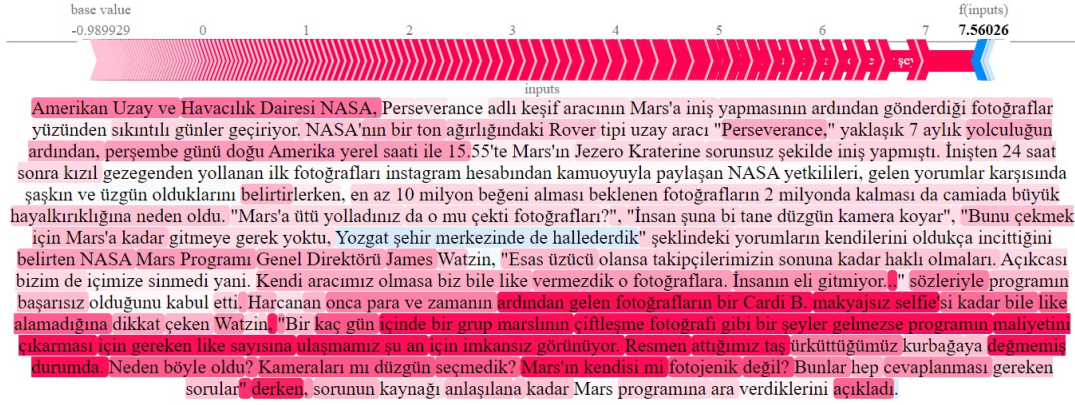 base value f(inputs)
-0.989929 0 1 2 3 4 5 6 7 7.56026
inputs
Amerikan Uzay ve Havacılık Dairesi NASA, Perseverance adlı keşif aracının Mars'a iniş yapmasının ardından gönderdiği fotoğraflar
yüzünden sıkıntılı günler geçiriyor. NASA'nın bir ton ağırlığındaki Rover tipi uzay aracı "Perseverance," yaklaşık 7 aylık yolculuğun
ardından, perşembe günü doğu Amerika yerel saati ile 15.55'te Mars'ın Jezero Kraterine sorunsuz şekilde iniş yapmıştı. İnişten 24 saat
sonra kızıl gezegenden yollanan ilk fotoğrafları instagram hesabından kamuoyuyla paylaşan NASA yetkilileri, gelen yorumlar karşısında
şaşkın ve üzgün olduklarını belirtirlerken, en az 10 milyon beğeni alması beklenen fotoğrafların 2 milyonda kalması da camiada büyük
hayalkırıklığına neden oldu. "Mars'a ütü yolladınız da o mu çekti fotoğrafları?", "İnsan şuna bi tane düzgün kamera koyar", "Bunu çekmek
için Mars'a kadar gitmeye gerek yoktu, Yozgat şehir merkezinde de hallederdik" şeklindeki yorumların kendilerini oldukça incittiğini
belirten NASA Mars Programı Genel Direktörü James Watzin, "Esas üzücü olansa takipçilerimizin sonuna kadar haklı olmaları. Açıkcası
bizim de içimize sinmedi yani. Kendi aracımız olmasa biz bile like vermezdik o fotoğraflara. İnsanın eli gitmiyor..." sözleriyle programın
başarısız olduğunu kabul etti. Harcanan onca para ve zamanın ardından gelen fotoğrafların bir Cardi B. makyajsız selfie'si kadar bile like
alamadığına dikkat çeken Watzin, "Bir kaç gün içinde bir grup marslının çiftleşme fotoğrafı gibi bir şeyler gelmezse programın maliyetini
çıkarması için gereken like sayısına ulaşmamız şu an için imkansız görünüyor. Resmen attığımız taş ürküttüğümüz kurbağaya değmemiş
durumda. Neden böyle oldu? Kameraları mı düzgün seçmedik? Mars'ın kendisi mi fotojenik değil? Bunlar hep cevaplanması gereken
sorular" derken, sorunun kaynağı anlaşılana kadar Mars programına ara verdiklerini açıkladı.